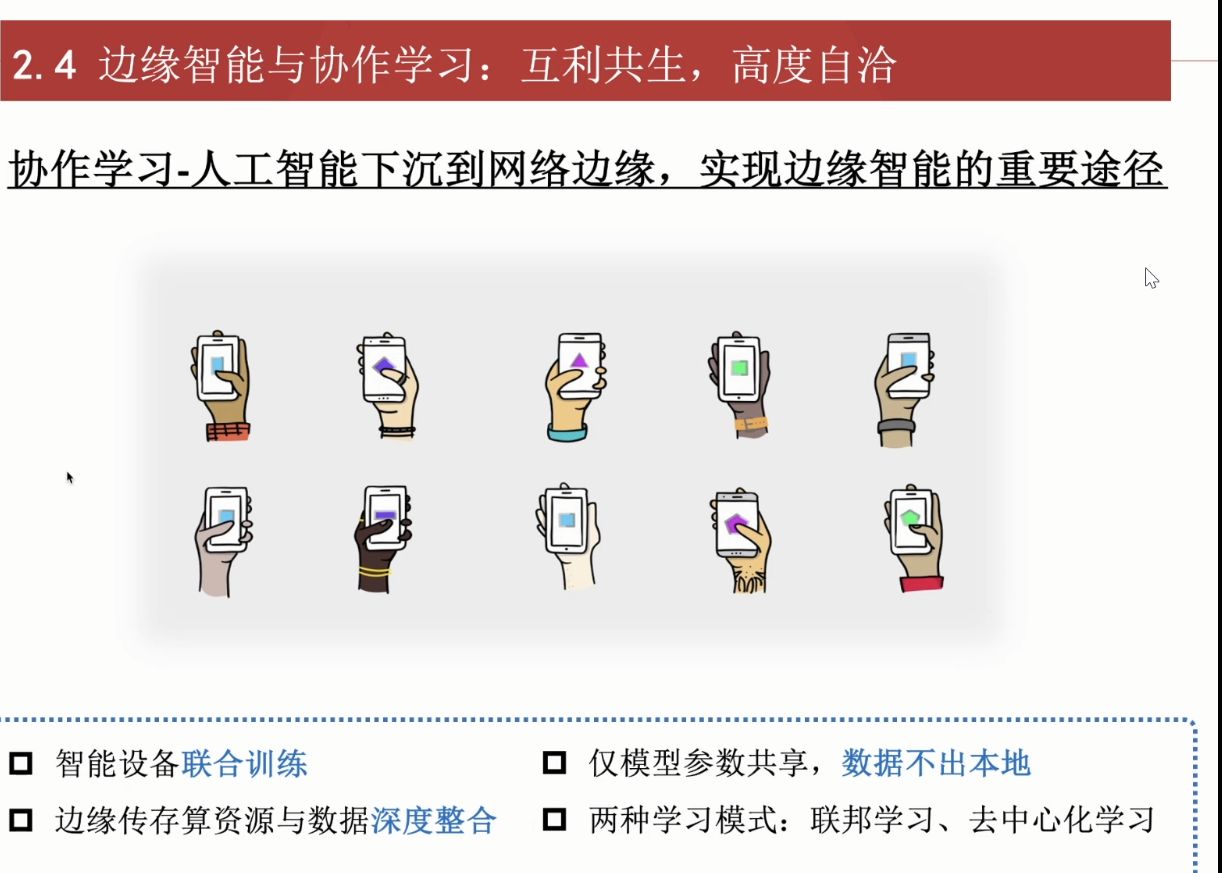 2.4 边缘智能与协作学习：互利共生，高度自洽
协作学习-人工智能下沉到网络边缘，实现边缘智能的重要途径
智能设备联合训练
仅模型参数共享，数据不出本地
边缘传存算资源与数据深度整合
两种学习模式：联邦学习、去中心化学习